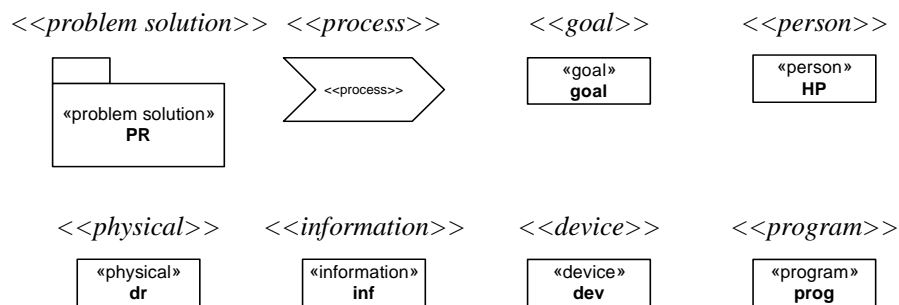 <<problem solution>> <<process>> <<goal>> <<person>>
«problem solution»
PR
<<process>>
«goal»
goal
«person»
HP
<<physical>> <<information>> <<device>> <<program>>
«physical»
dr
«information»
inf
«device»
dev
«program»
prog